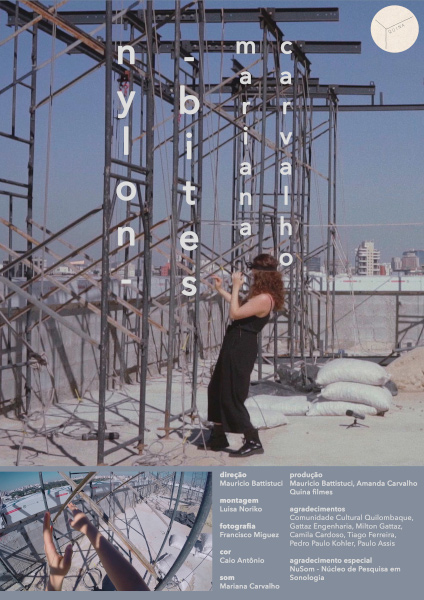 QUINA
nylon-
-bites
mariana
carvalho
direção
Mauricio Battistuci
montagem
Luisa Noriko
fotografia
Francisco Miguez
cor
Caio Antônio
som
Mariana Carvalho
produção
Mauricio Battistuci, Amanda Carvalho
Quina filmes
agradecimentos
Comunidade Cultural Quilombaque,
Gattaz Engenharia, Milton Gattaz,
Camila Cardoso, Tiago Ferreira,
Pedro Paulo Kohler, Paulo Assis
agradecimento especial
NuSom - Núcleo de Pesquisa em
Sonologia